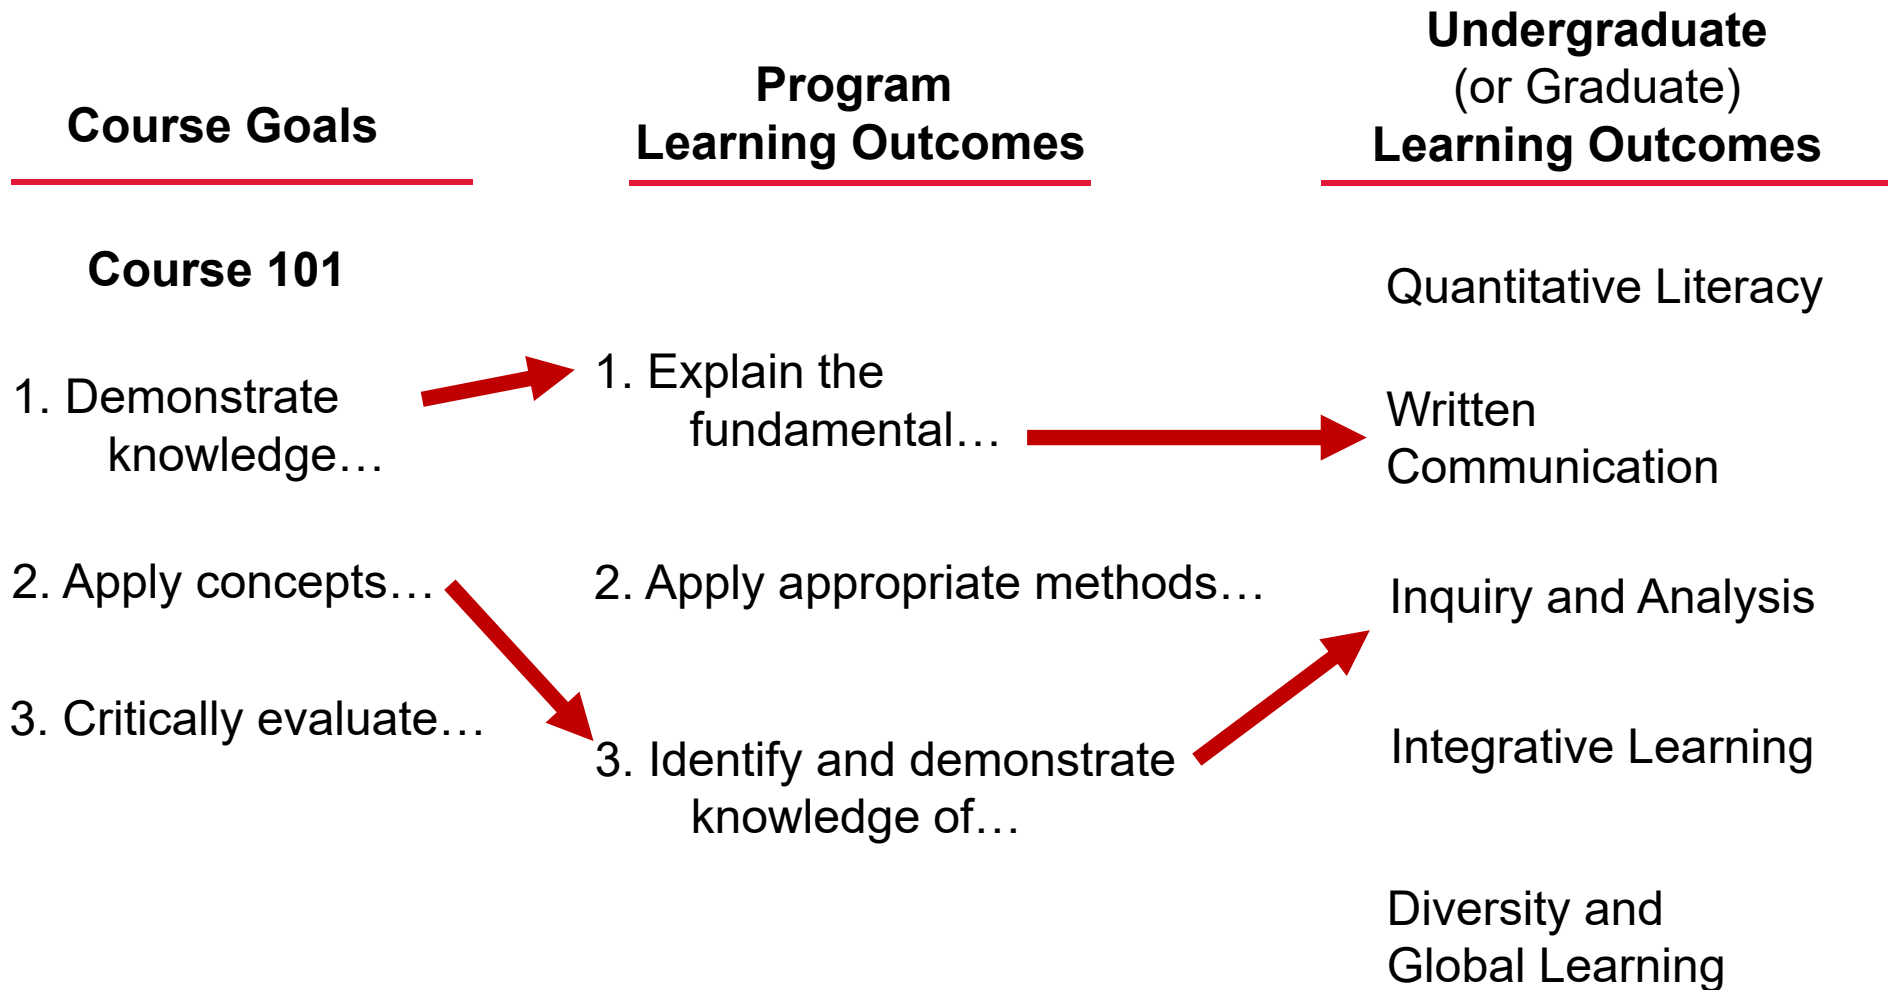 Course Goals
Program
Learning Outcomes
Undergraduate
(or Graduate)
Learning Outcomes
Course 101
1. Demonstrate
knowledge…
2. Apply concepts…
3. Critically evaluate…
1. Explain the
fundamental…
2. Apply appropriate methods…
3. Identify and demonstrate
knowledge of…
Quantitative Literacy
Written
Communication
Inquiry and Analysis
Integrative Learning
Diversity and
Global Learning